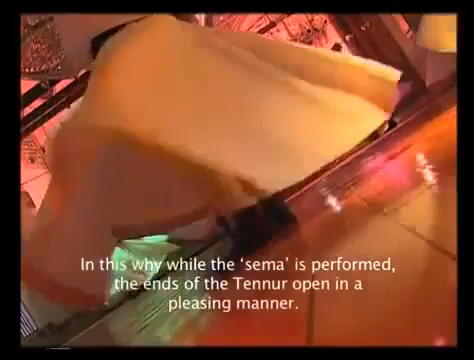 In this why while the ‘sema’ is performed,
the ends of the Tennur open in a
pleasing manner.